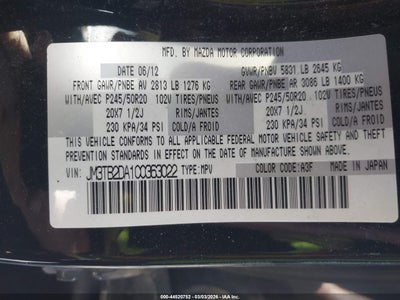 MFD. BY MAZDA MOTOR CORPORATION
DATE 06/12 GVWR/PNBV 5831 LB 2645 KG
FRONT GAWR/PNBE AV 2813 LB 1276 KG REAR GAWR/PNBE AR 3086 LB 1400 KG
WITH/AVEC P245/50R20 102V TIRES/PNEUS WITH/AVEC P245/50R20 102V TIRES/PNEUS
20X7 1/2J RIMS/JANTES 20X7 1/2J RIMS/JANTES
230 KPA/34 PSI COLD/A FROID 230 KPA/34 PSI COLD/A FROID
THIS VEHICLE CONFORMS TO ALL APPLICABLE FEDERAL MOTOR VEHICLE SAFETY AND THEFT
PREVENTION STANDARDS IN EFFECT ON THE DATE OF MANUFACTURE SHOWN ABOVE.
VIN: JM3TB2DA1C0363022 TYPE:MPV COLOR CODE: A3F MADE IN JAPAN
© 44520752 - 03/03/2026 - IAA Inc.